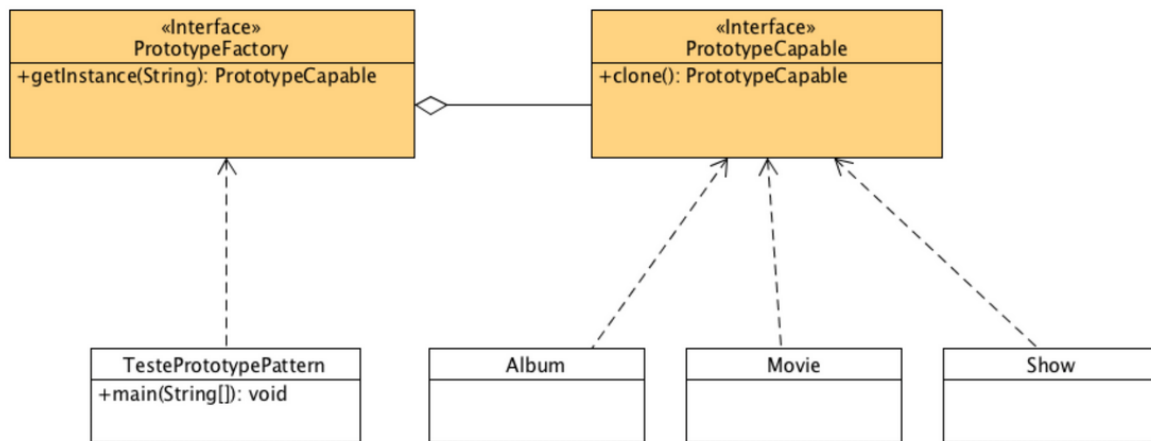 «Interface»
PrototypeFactory
+getInstance(String): PrototypeCapable
«Interface»
PrototypeCapable
+clone(): PrototypeCapable
TestePrototypePattern
+main(String[]): void
Album
Movie
Show